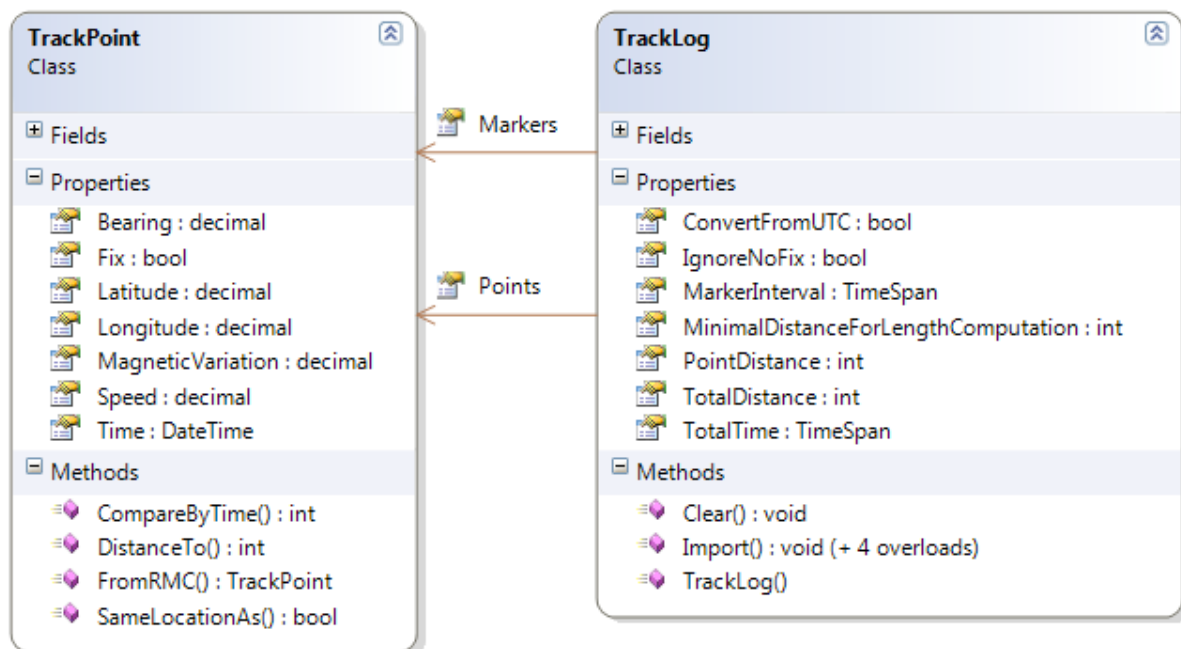 TrackPoint
Class
Fields
Properties
Bearing : decimal
Fix : bool
Latitude : decimal
Longitude : decimal
MagneticVariation : decimal
Speed : decimal
Time : DateTime
Methods
CompareByTime() : int
DistanceTo() : int
FromRMC() : TrackPoint
SameLocationAs() : bool
Markers
Points
TrackLog
Class
Fields
Properties
ConvertFromUTC : bool
IgnoreNoFix : bool
MarkerInterval : TimeSpan
MinimalDistanceForLengthComputation : int
PointDistance : int
TotalDistance : int
TotalTime : TimeSpan
Methods
Clear() : void
Import() : void (+ 4 overloads)
TrackLog()